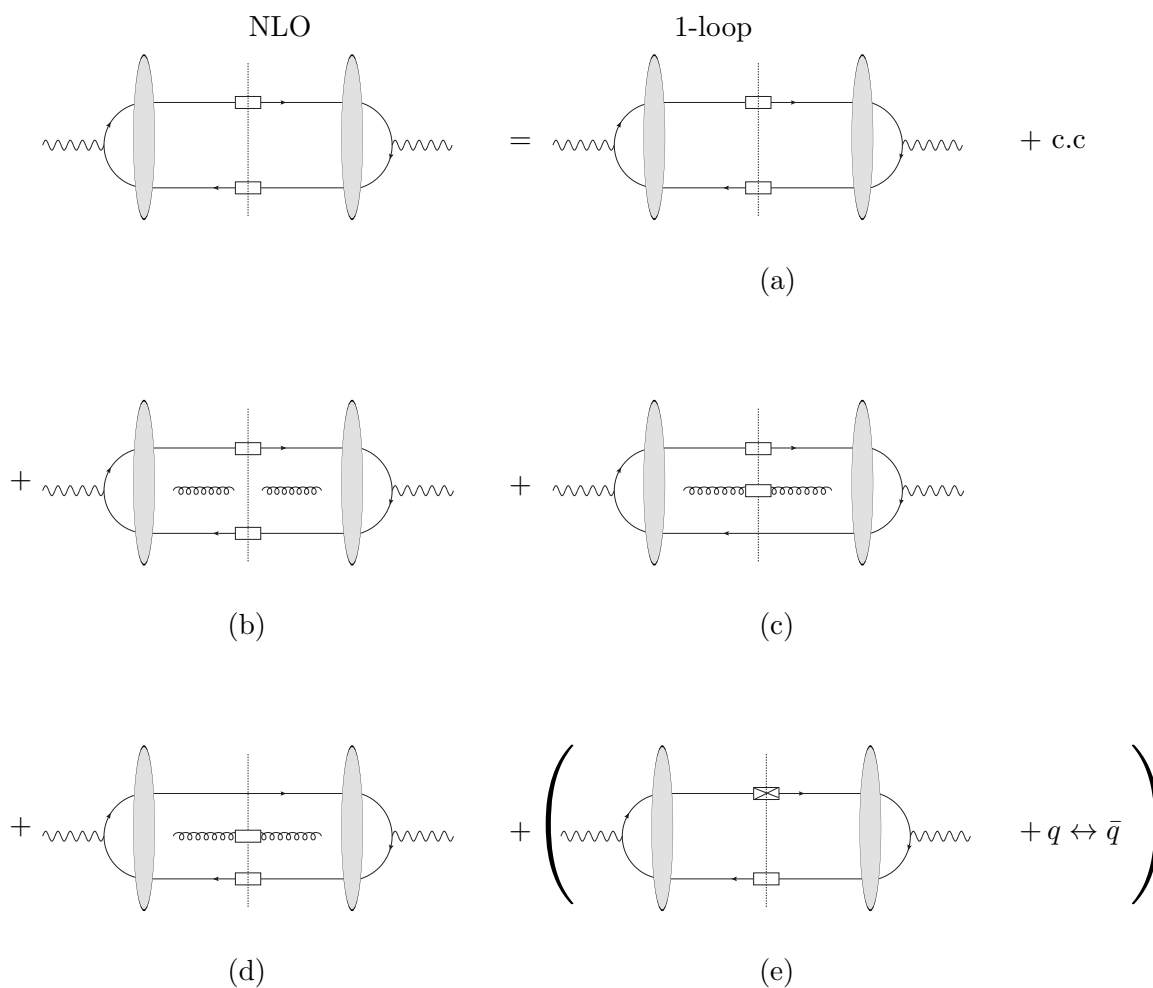 NLO 1-loop
= + c.c
(a)
+ +
(b) (c)
+ + ( + q ↔ q̄ )
(d) (e)